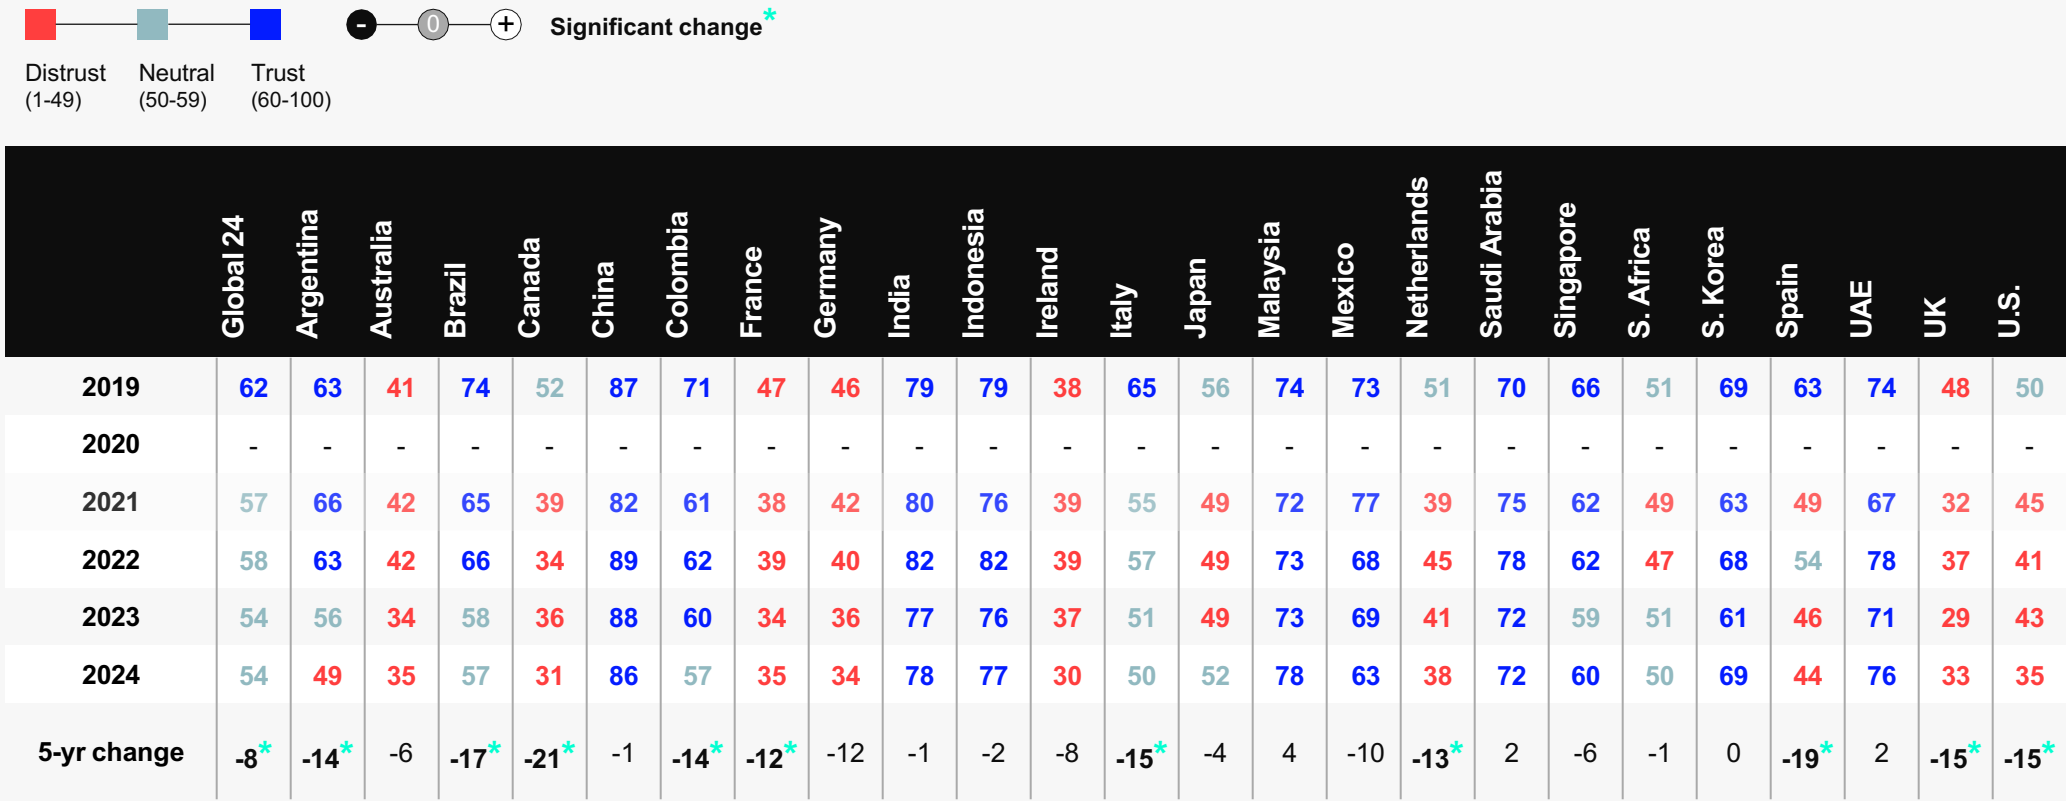 - 0 + Significant change*
Distrust Neutral Trust
(1-49) (50-59) (60-100)
Global 24 Argentina Australia Brazil Canada China Colombia France Germany India Indonesia Ireland Italy Japan Malaysia Mexico Netherlands Saudi Arabia Singapore S. Africa S. Korea Spain UAE UK U.S.
2019 62 63 41 74 52 87 71 47 46 79 79 38 65 56 74 73 51 70 66 51 69 63 74 48 50
2020 - - - - - - - - - - - - - - - - - - - - - - - - -
2021 57 66 42 65 39 82 61 38 42 80 76 39 55 49 72 77 39 75 62 49 63 49 67 32 45
2022 58 63 42 66 34 89 62 39 40 82 82 39 57 49 73 68 45 78 62 47 68 54 78 37 41
2023 54 56 34 58 36 88 60 34 36 77 76 37 51 49 73 69 41 72 59 51 61 46 71 29 43
2024 54 49 35 57 31 86 57 35 34 78 77 30 50 52 78 63 38 72 60 50 69 44 76 33 35
5-yr change -8* -14* -6 -17* -21* -1 -14* -12* -12 -1 -2 -8 -15* -4 4 -10 -13* 2 -6 -1 0 -19* 2 -15* -15*